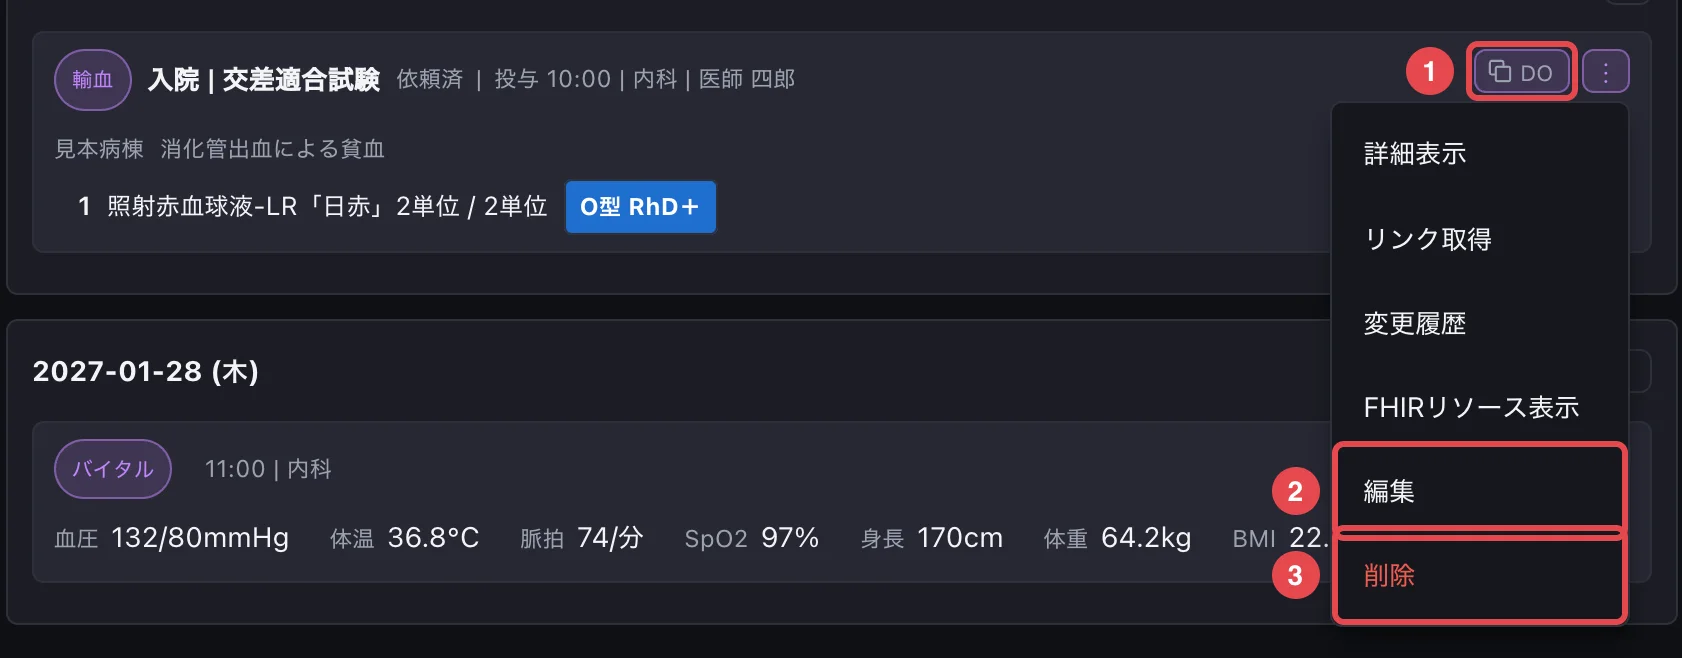 輸血 入院 | 交差適合試験 依頼済 | 投与 10:00 | 内科 | 医師 四郎 1 DO
見本病棟 消化管出血による貧血
1 照射赤血球液-LR「日赤」2単位 / 2単位 O型 RhD+
詳細表示
リンク取得
変更履歴
FHIRリソース表示
2 編集
3 削除
2027-01-28 (木)
バイタル 11:00 | 内科
血圧 132/80mmHg 体温 36.8°C 脈拍 74/分 SpO2 97% 身長 170cm 体重 64.2kg BMI 22.